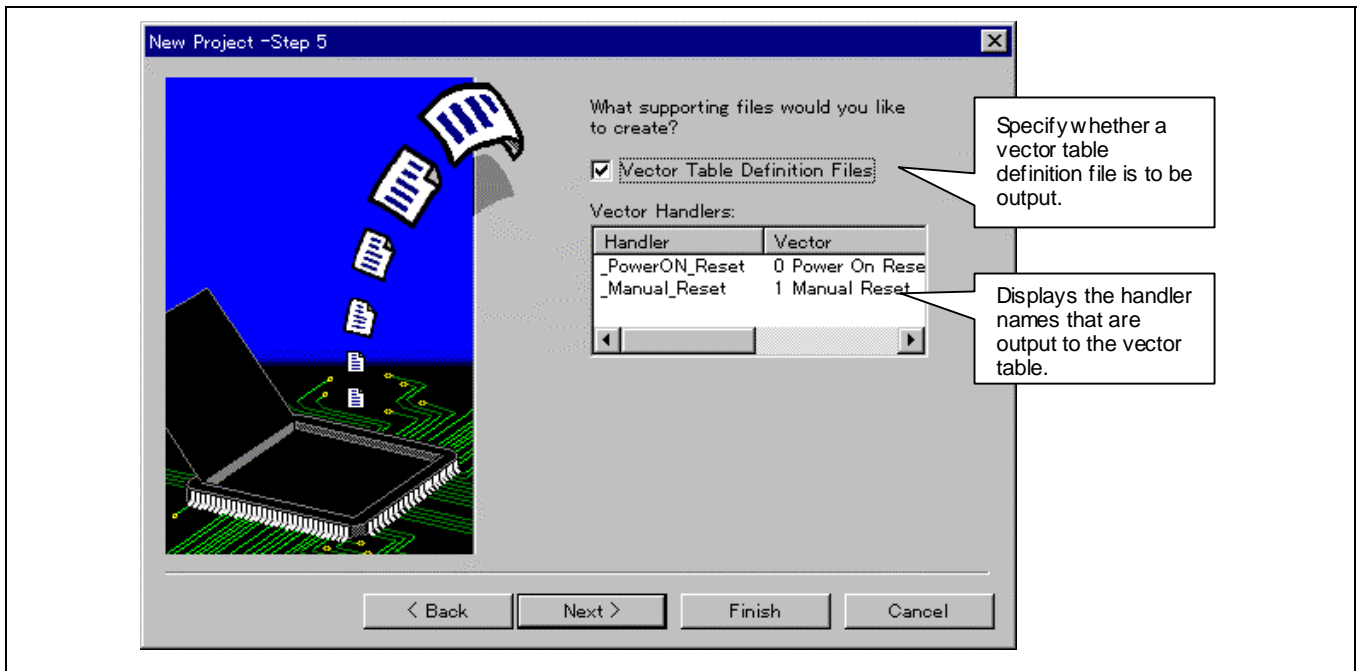 New Project -Step 5
What supporting files would you like
to create?
Vector Table Definition Files
Vector Handlers:
Handler Vector
_PowerON_Reset 0 Power On Rese
_Manual_Reset 1 Manual Reset
Specify whether a
vector table
definition file is to be
output.
Displays the handler
names that are
output to the vector
table.
< Back Next > Finish Cancel